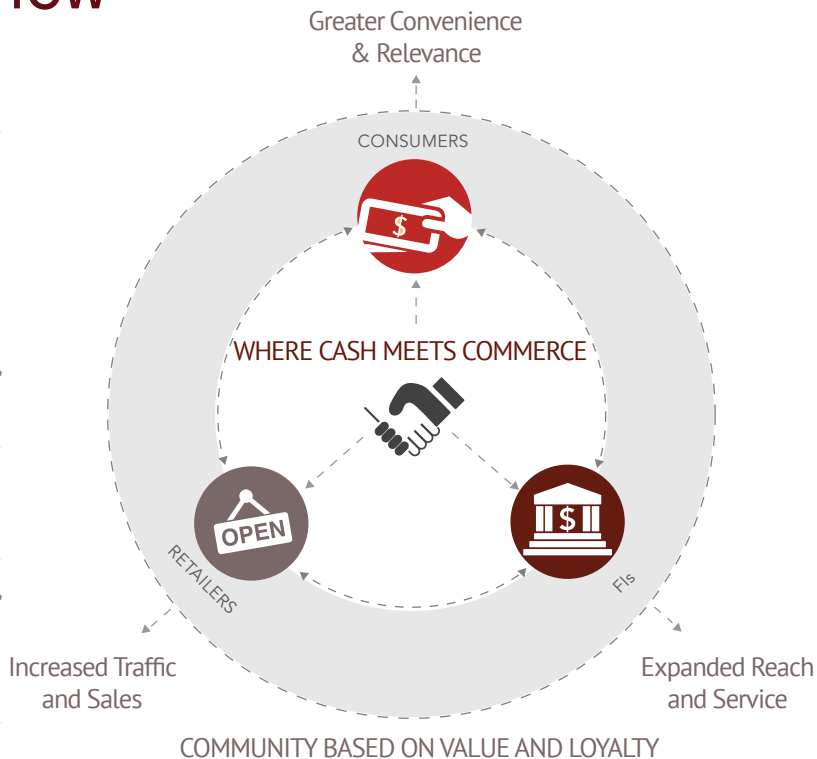 Greater Convenience
& Relevance
CONSUMERS
$
WHERE CASH MEETS COMMERCE
OPEN
$
RETAILERS
FIs
Increased Traffic
and Sales
Expanded Reach
and Service
COMMUNITY BASED ON VALUE AND LOYALTY